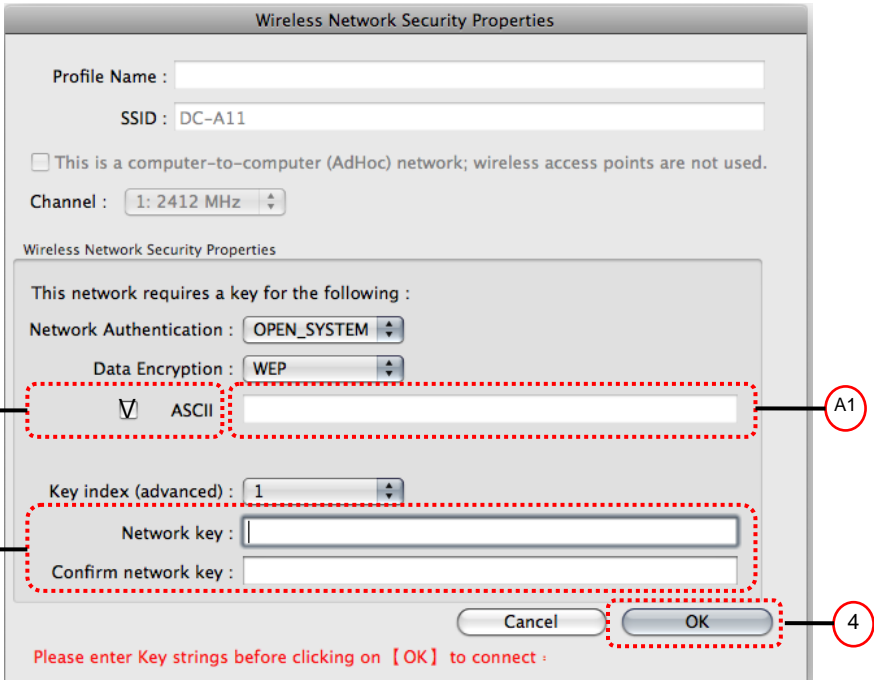 Wireless Network Security Properties
Profile Name :
SSID : DC-A11
This is a computer-to-computer (AdHoc) network; wireless access points are not used.
Channel : 1: 2412 MHz
Wireless Network Security Properties
This network requires a key for the following :
Network Authentication : OPEN_SYSTEM
Data Encryption : WEP
ASCII
A1
Key index (advanced) : 1
Network key :
Confirm network key :
Cancel OK
4
Please enter Key strings before clicking on【OK】to connect :